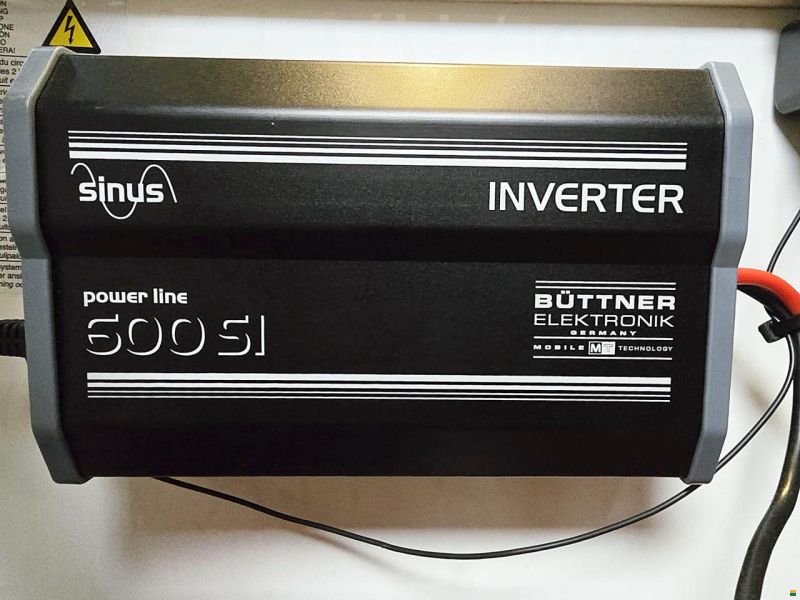 sinus
INVERTER
power line
600 SI
BÜTTNER
ELEKTRONIK
GERMANY
MOBILE MT TECHNOLOGY